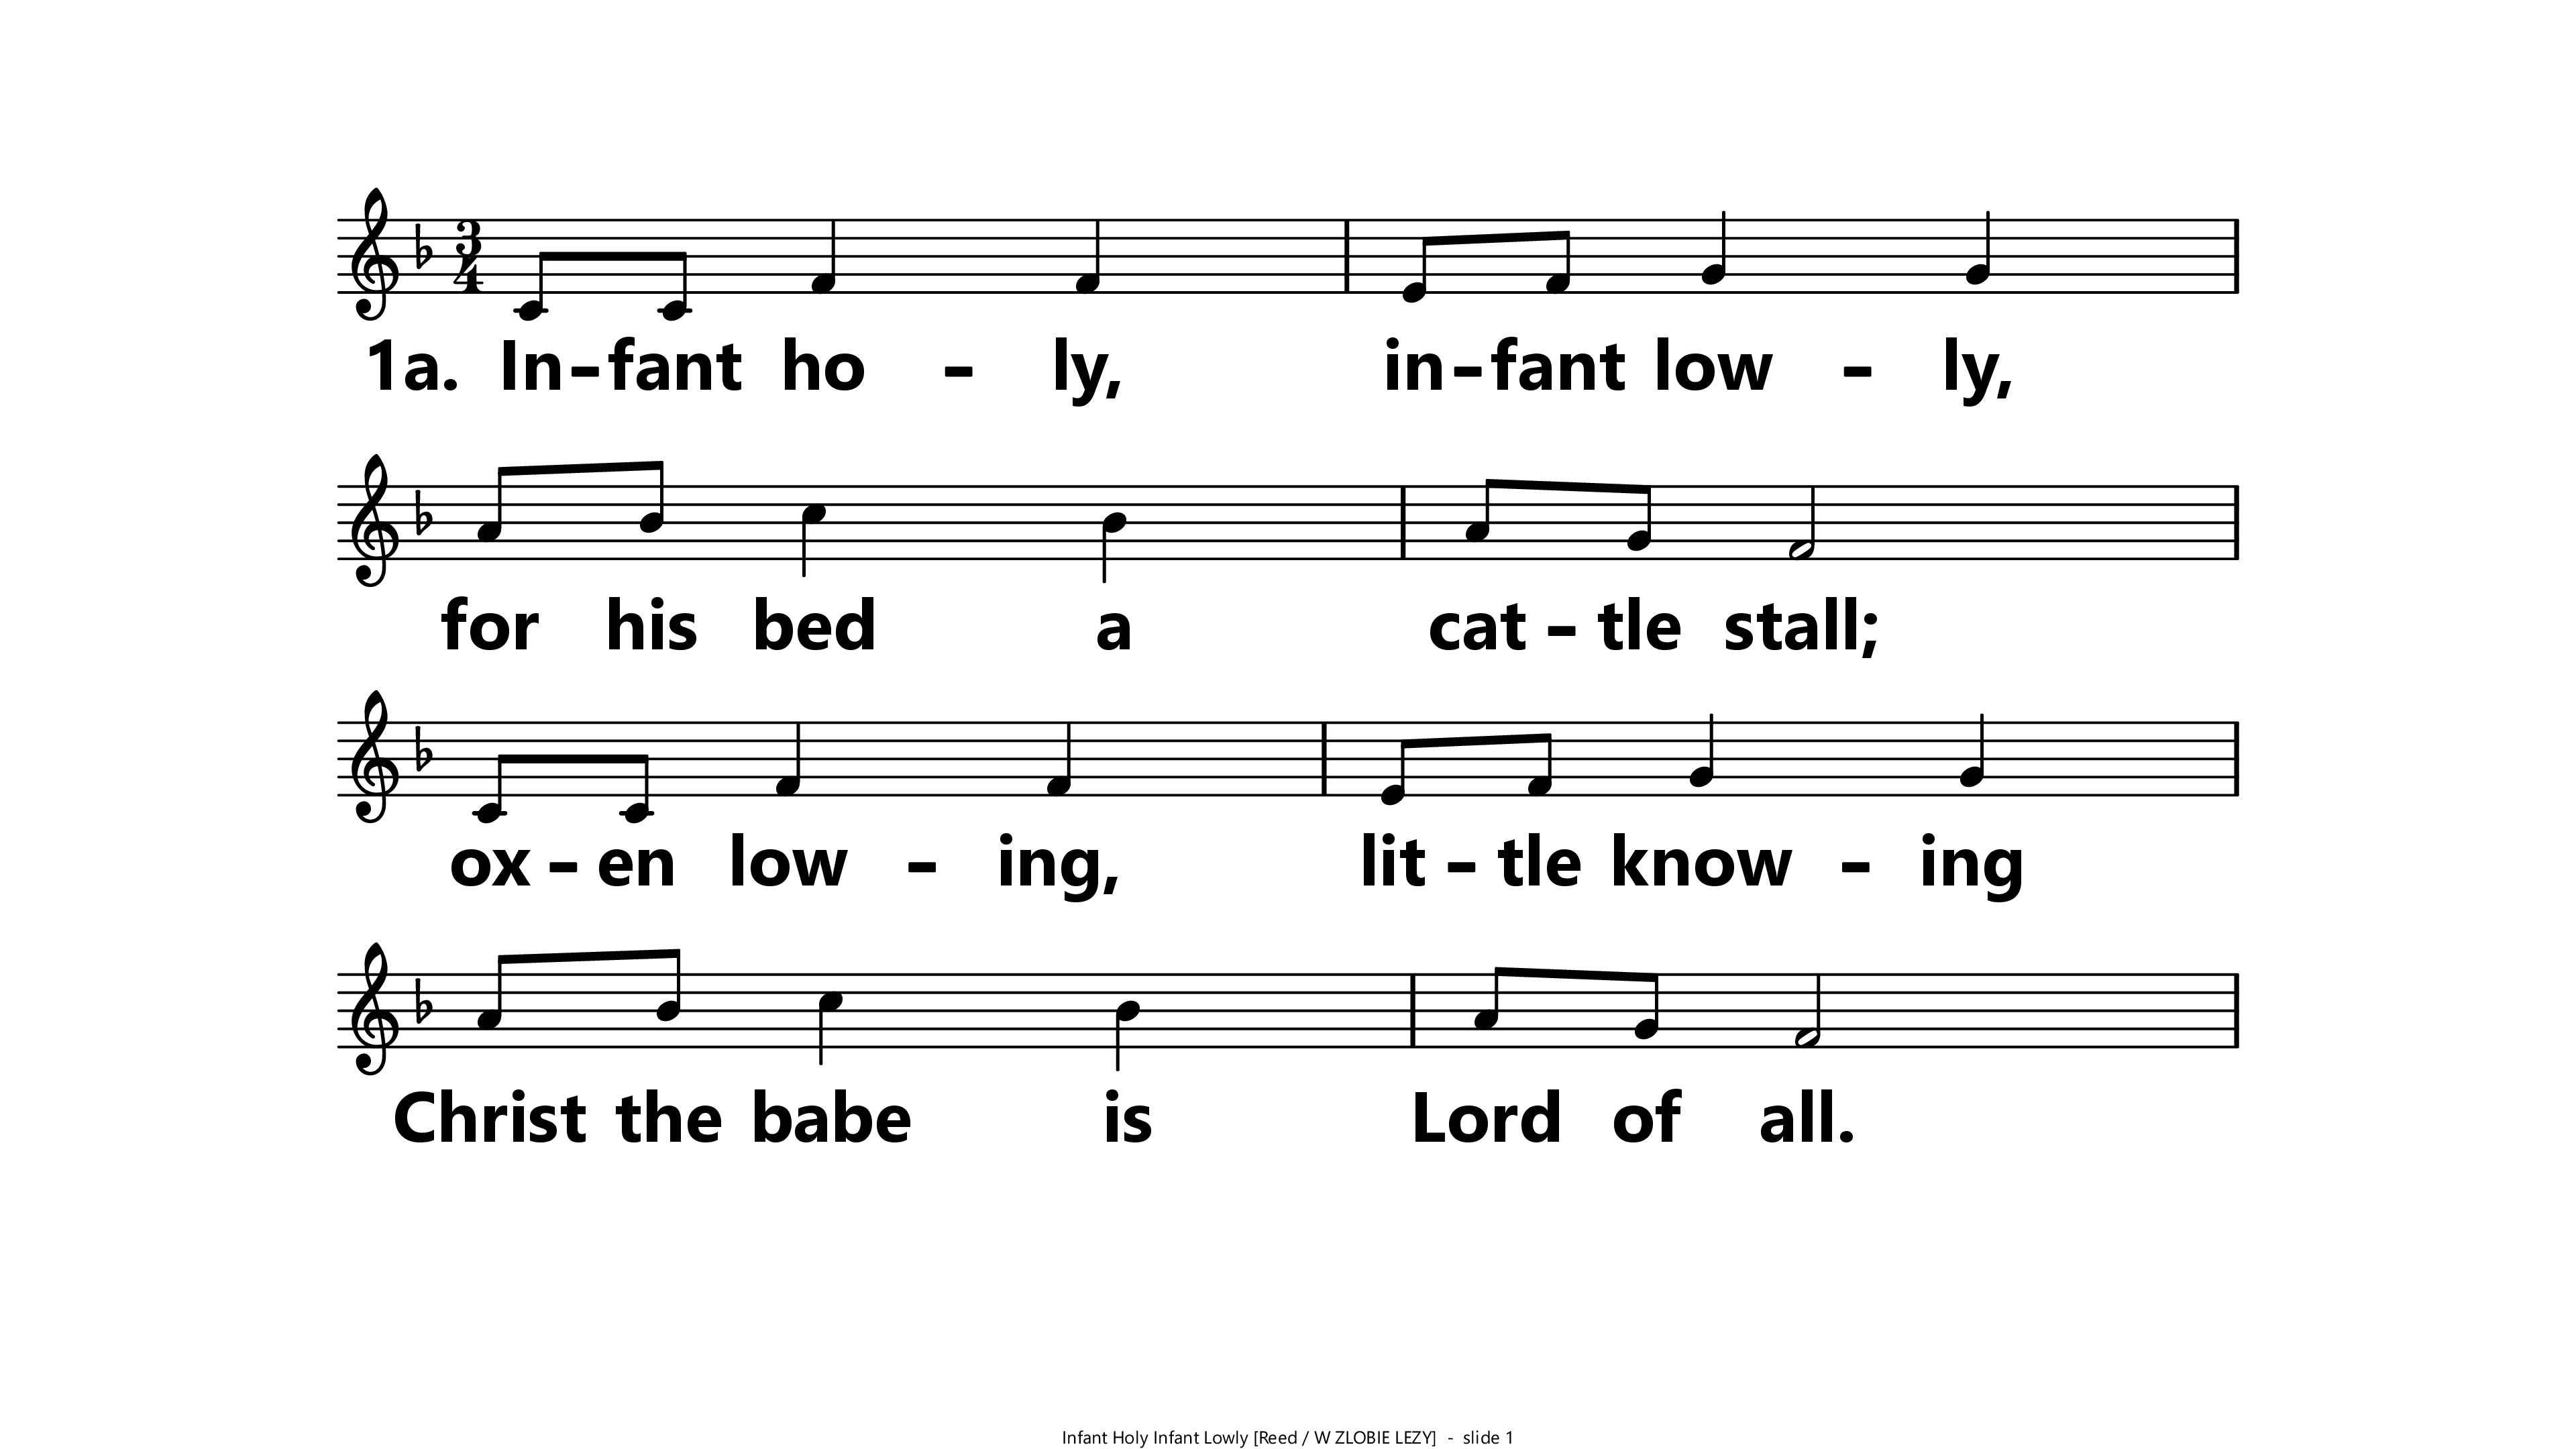 1a. In-fant ho - ly, in-fant low - ly,
for his bed a cat - tle stall;
ox - en low - ing, lit - tle know - ing
Christ the babe is Lord of all.
Infant Holy Infant Lowly [Reed / W ZLOBIE LEZY] - slide 1